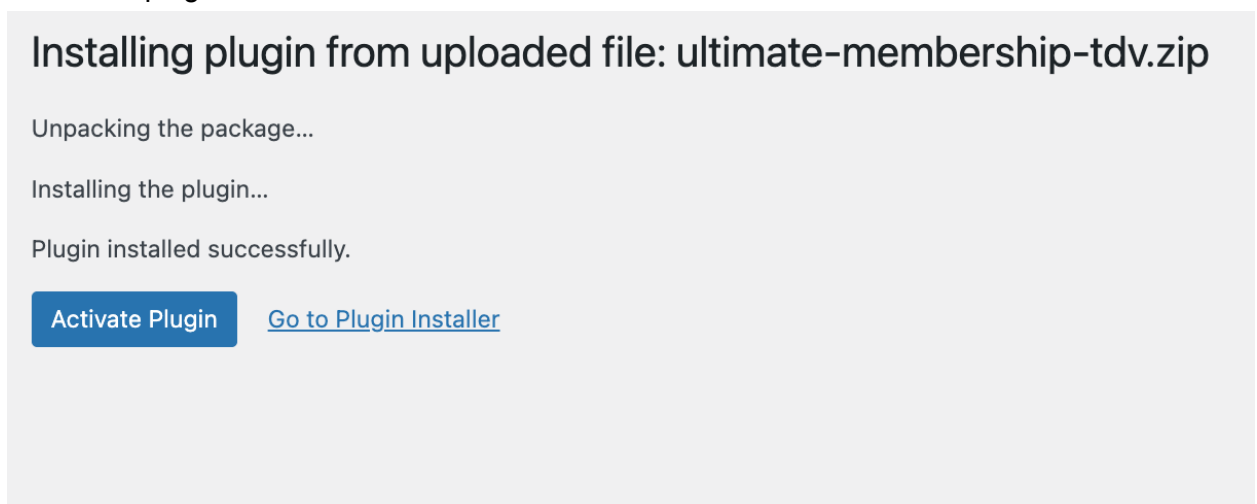 Installing plugin from uploaded file: ultimate-membership-tdv.zip
Unpacking the package...
Installing the plugin...
Plugin installed successfully.
Activate Plugin Go to Plugin Installer